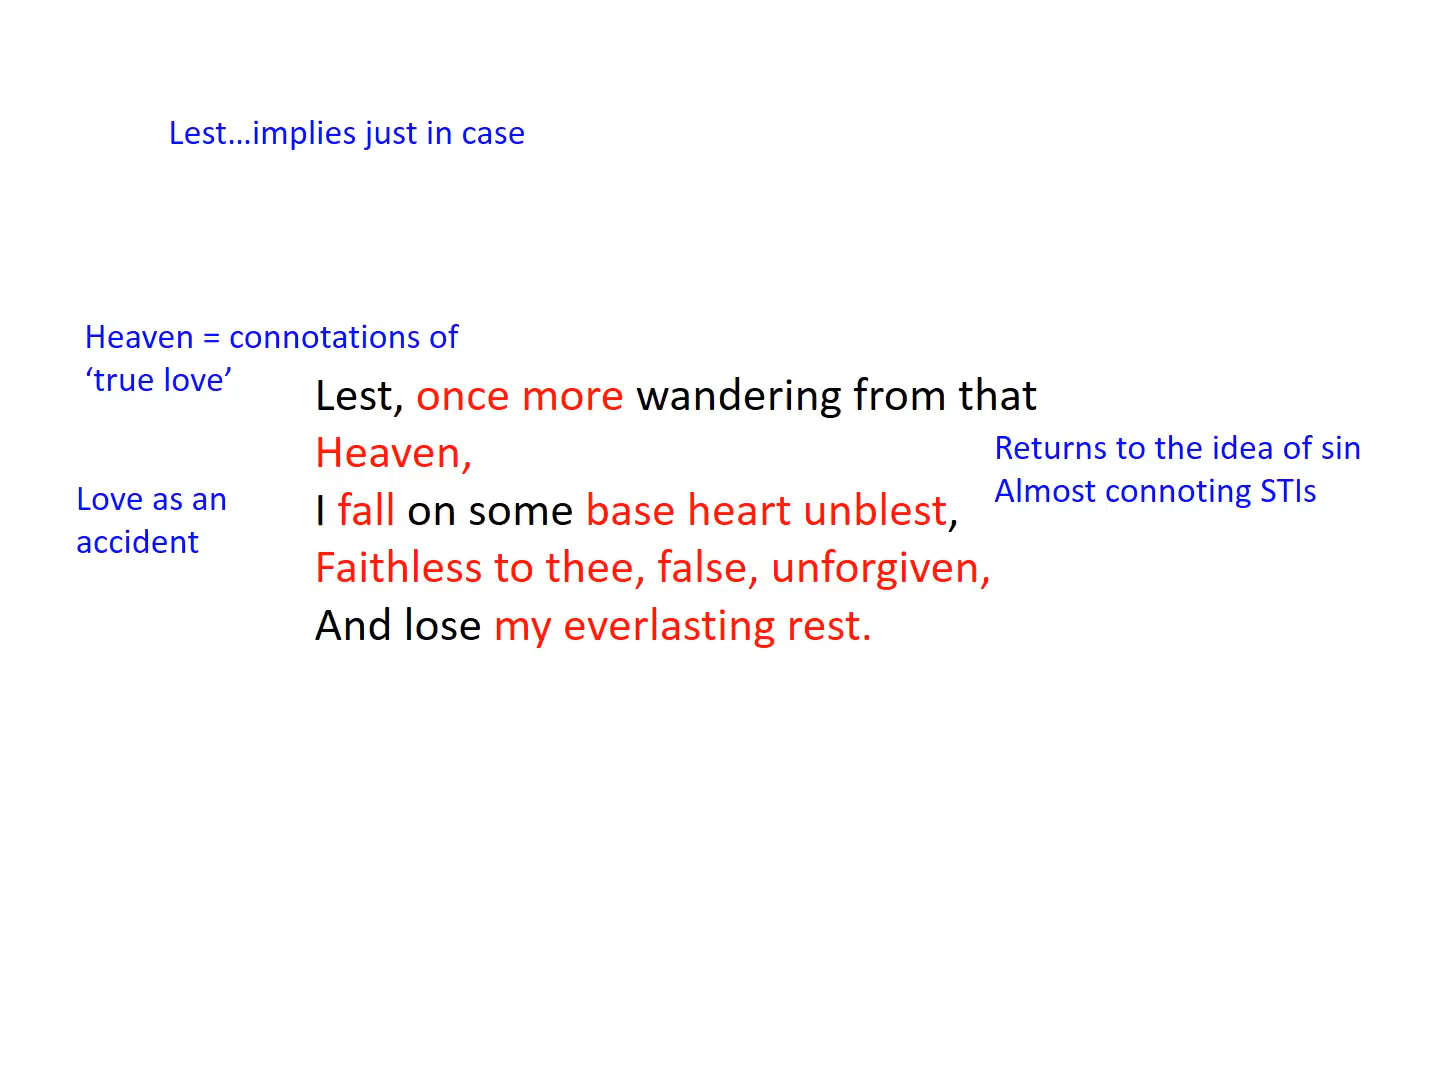 Lest...implies just in case
Heaven = connotations of
‘true love’
Lest, once more wandering from that
Heaven,
Returns to the idea of sin
Almost connoting STIs
Love as an
accident
I fall on some base heart unblest,
Faithless to thee, false, unforgiven,
And lose my everlasting rest.